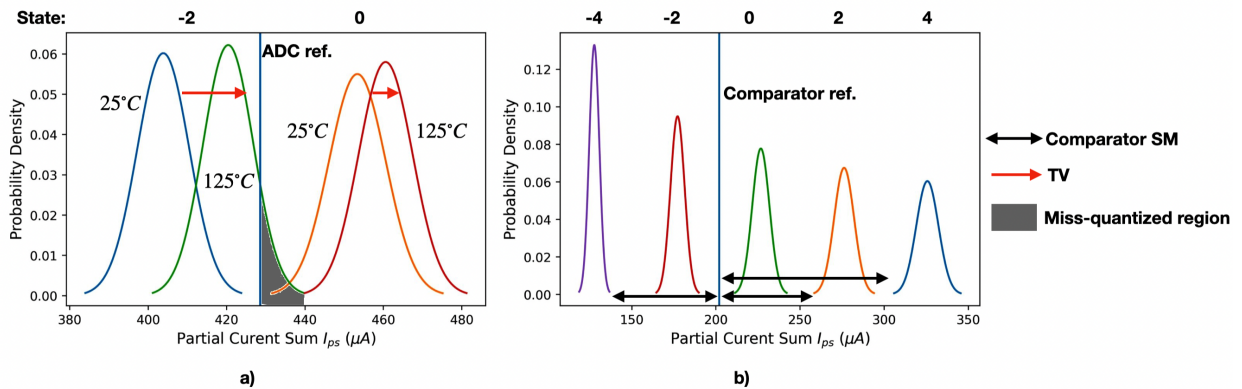 State: -2 0
ADC ref.
25°C
25°C
125°C
125°C
Probability Density
0.06
0.05
0.04
0.03
0.02
0.01
0.00
380 400 420 440 460 480
Partial Curent Sum I_ps (μA)
a)
-4 -2 0 2 4
Comparator ref.
Probability Density
0.12
0.10
0.08
0.06
0.04
0.02
0.00
150 200 250 300 350
Partial Curent Sum I_ps (μA)
b)
Comparator SM
TV
Miss-quantized region